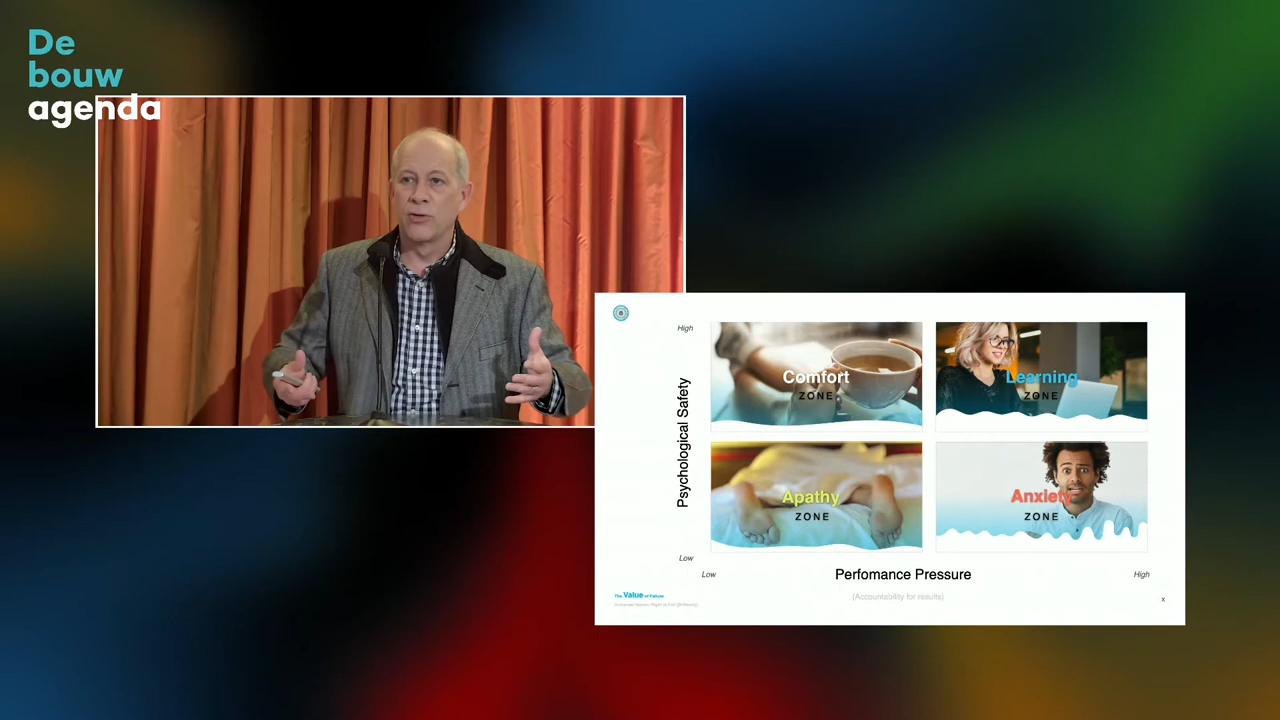 De
bouw
agenda
High
Psychological Safety
Low
Comfort
ZONE
Learning
ZONE
Apathy
ZONE
Anxiety
ZONE
Low
Perfomance Pressure
High
(Accountability for results)
The Value of Failure
x